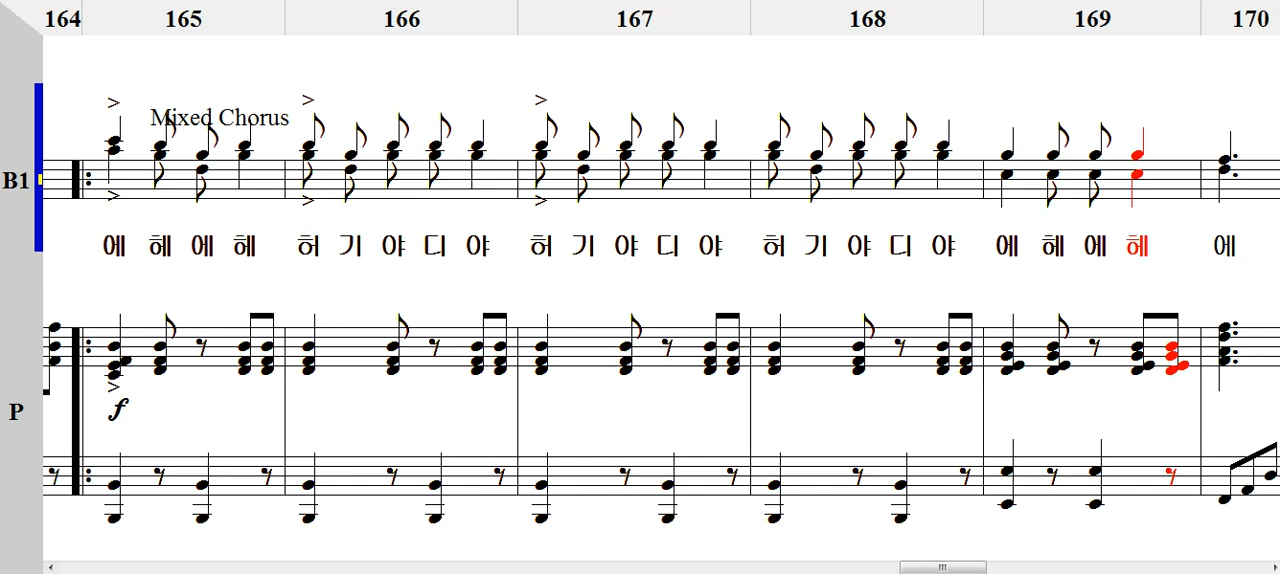 164 165 166 167 168 169 170
Mixed Chorus
B1
에 헤 에 헤 허 기 야 디 야 허 기 야 디 야 허 기 야 디 야 에 헤 에 헤 에
P
f